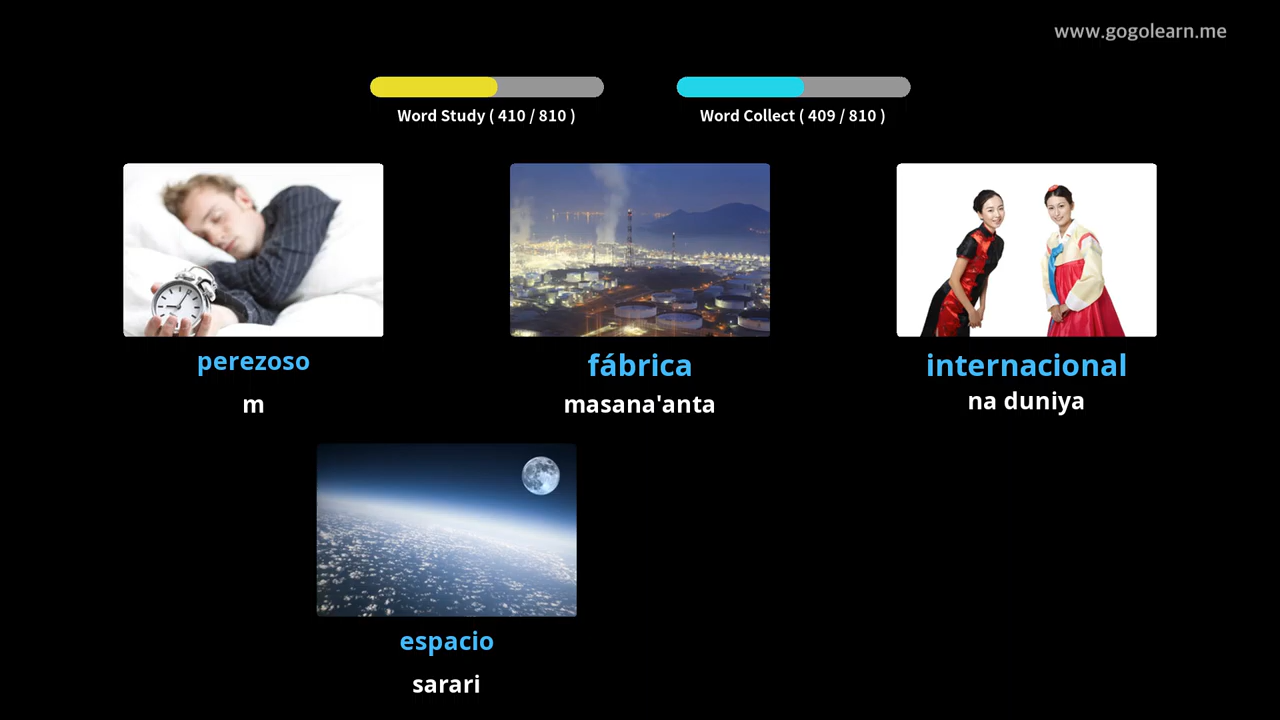 www.gogolearn.me
Word Study ( 410 / 810 )
Word Collect ( 409 / 810 )
perezoso
m
fábrica
masana'anta
internacional
na duniya
espacio
sarari